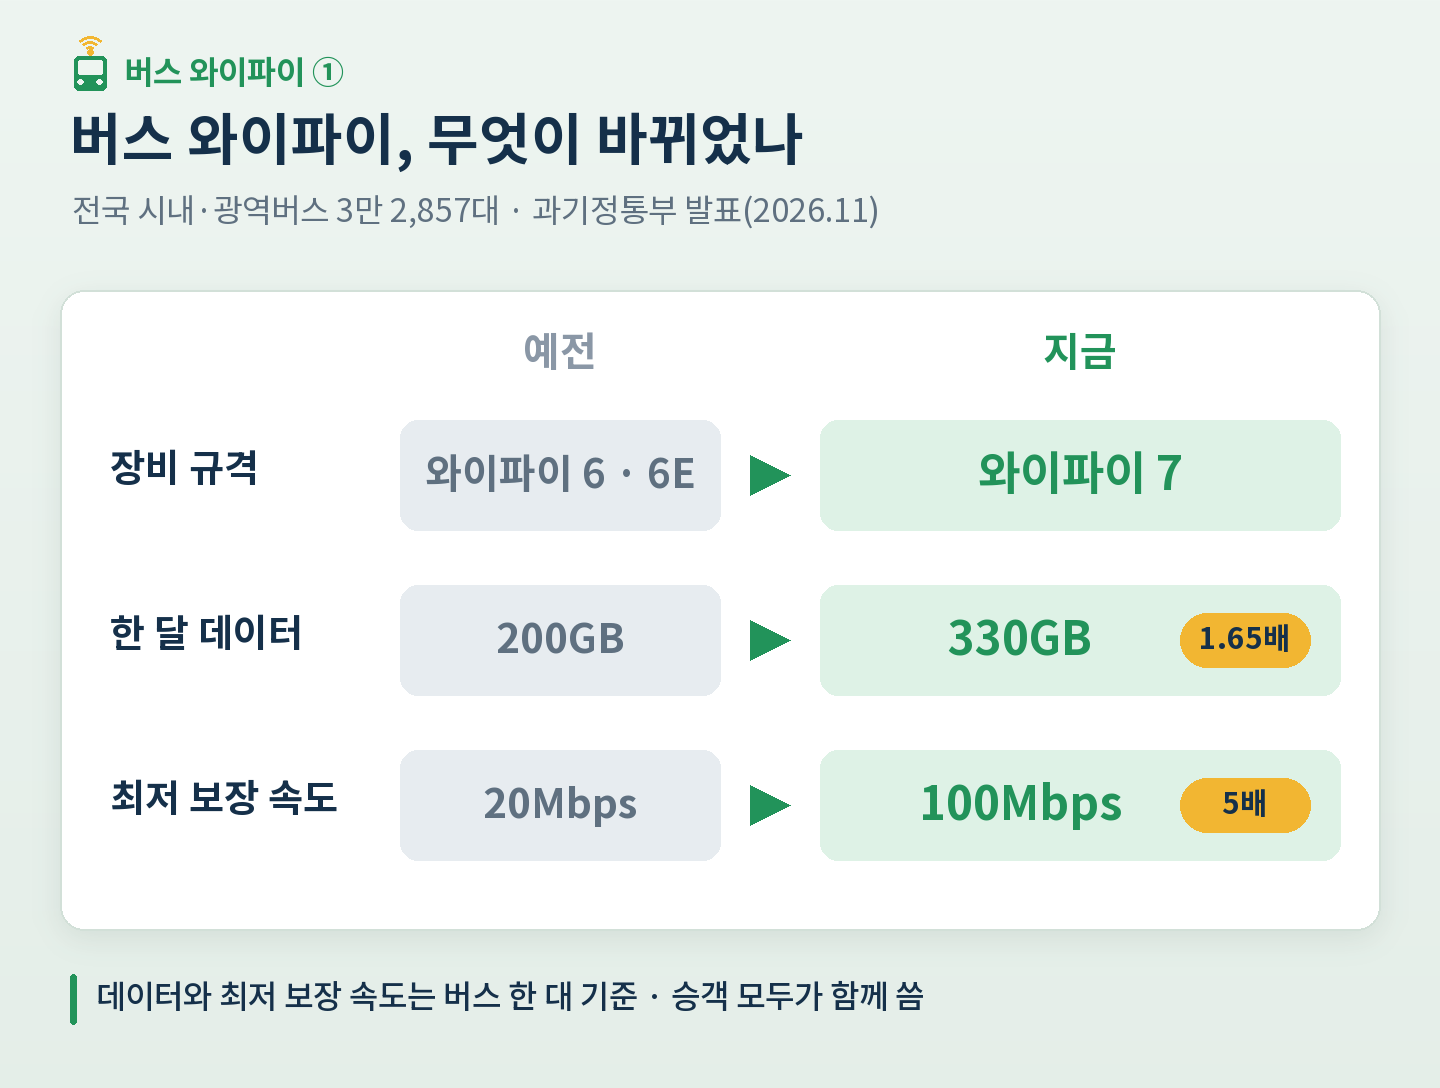 버스 와이파이 ①
버스 와이파이, 무엇이 바뀌었나
전국 시내·광역버스 3만 2,857대 · 과기정통부 발표(2026.11)
예전 지금
장비 규격 와이파이 6 · 6E ▶ 와이파이 7
한 달 데이터 200GB ▶ 330GB 1.65배
최저 보장 속도 20Mbps ▶ 100Mbps 5배
데이터와 최저 보장 속도는 버스 한 대 기준 · 승객 모두가 함께 씀